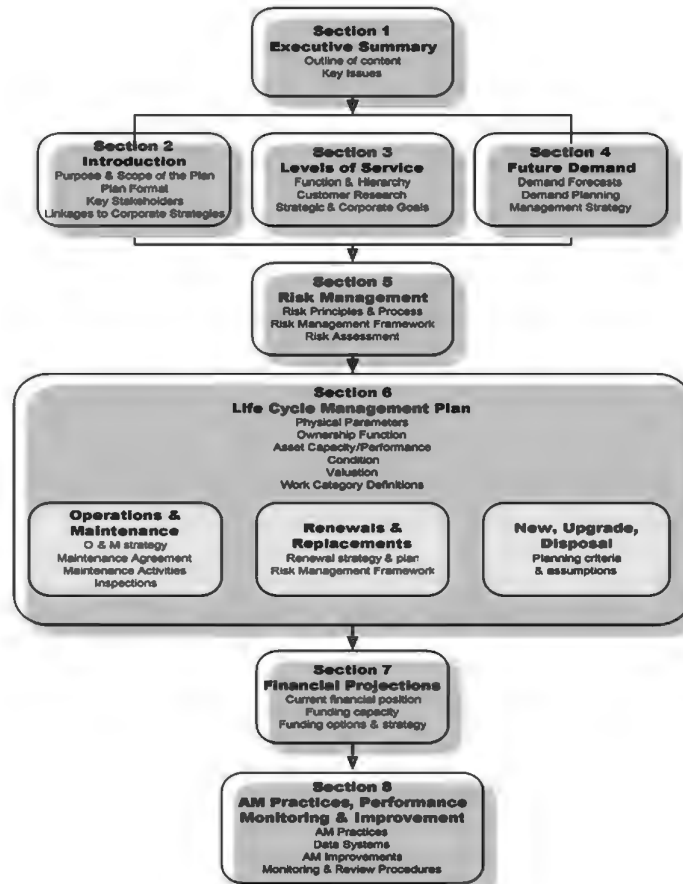 Section 1
Executive Summary
Outline of content
Key Issues
Section 2
Introduction
Purpose & Scope of the Plan
Plan Format
Key Stakeholders
Linkages to Corporate Strategies
Section 3
Levels of Service
Function & Hierarchy
Customer Research
Strategic & Corporate Goals
Section 4
Future Demand
Demand Forecasts
Demand Planning
Management Strategy
Section 5
Risk Management
Risk Principles & Process
Risk Management Framework
Risk Assessment
Section 6
Life Cycle Management Plan
Physical Parameters
Ownership Function
Asset Capacity/Performance
Condition
Valuation
Work Category Definitions
Operations &
Maintenance
O & M strategy
Maintenance Agreement
Maintenance Activities
Inspections
Renewals &
Replacements
Renewal strategy & plan
Risk Management Framework
New, Upgrade,
Disposal
Planning criteria
& assumptions
Section 7
Financial Projections
Current financial position
Funding capacity
Funding options & strategy
Section 8
AM Practices, Performance
Monitoring & Improvement
AM Practices
Data Systems
AM Improvements
Monitoring & Review Procedures